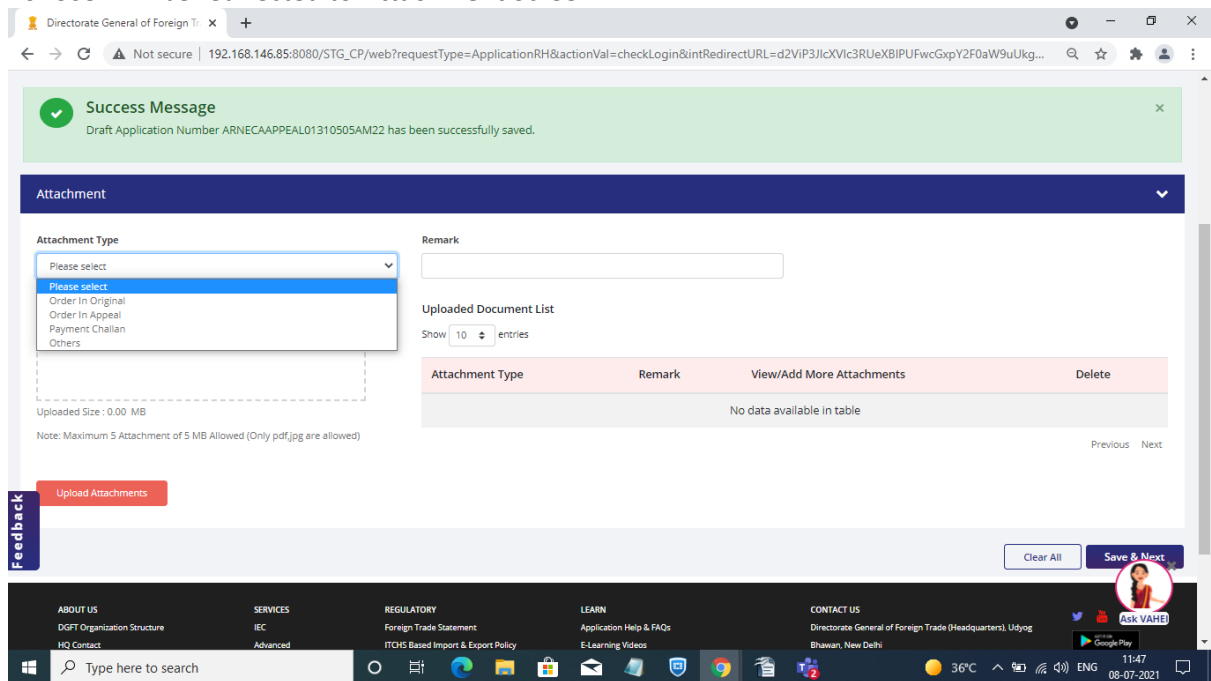 Directorate General of Foreign Tr
Not secure | 192.168.146.85:8080/STG_CP/web?requestType=ApplicationRH&actionVal=checkLogin&intRedirectURL=d2ViP3JlcXVlc3RUeXBlPUFwcGxpY2F0aW9uUkg...
Success Message
Draft Application Number ARNECAAPPEAL01310505AM22 has been successfully saved.
Attachment
Attachment Type
Remark
Please select
Please select
Order In Original
Order In Appeal
Payment Challan
Others
Uploaded Document List
Show 10 entries
Attachment Type Remark View/Add More Attachments Delete
No data available in table
Uploaded Size : 0.00 MB
Note: Maximum 5 Attachment of 5 MB Allowed (Only pdf,jpg are allowed)
Previous Next
Upload Attachments
Feedback
Clear All Save & Next
Ask VAHEI
ABOUT US SERVICES REGULATORY LEARN CONTACT US
DGFT Organization Structure IEC Foreign Trade Statement Application Help & FAQs Directorate General of Foreign Trade (Headquarters), Udyog
HQ Contact Advanced ITCHS Based Import & Export Policy E-Learning Videos Bhawan, New Delhi
GET IT ON
Google Play
Type here to search
36°C ENG 11:47
08-07-2021